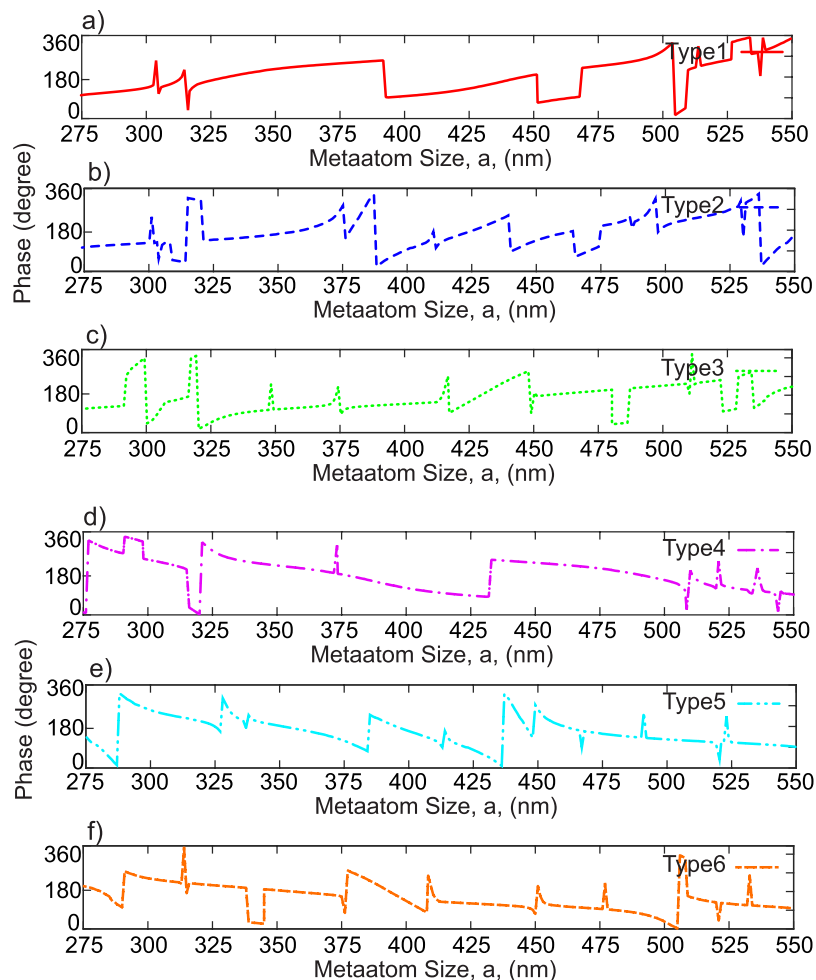 a)
360
180
0
Type1
275 300 325 350 375 400 425 450 475 500 525 550
Metaatom Size, a, (nm)
b)
360
180
0
Type2
275 300 325 350 375 400 425 450 475 500 525 550
Metaatom Size, a, (nm)
Phase (degree)
c)
360
180
0
Type3
275 300 325 350 375 400 425 450 475 500 525 550
Metaatom Size, a, (nm)
d)
360
180
0
Type4
275 300 325 350 375 400 425 450 475 500 525 550
Metaatom Size, a, (nm)
e)
360
180
0
Type5
275 300 325 350 375 400 425 450 475 500 525 550
Metaatom Size, a, (nm)
Phase (degree)
f)
360
180
0
Type6
275 300 325 350 375 400 425 450 475 500 525 550
Metaatom Size, a, (nm)